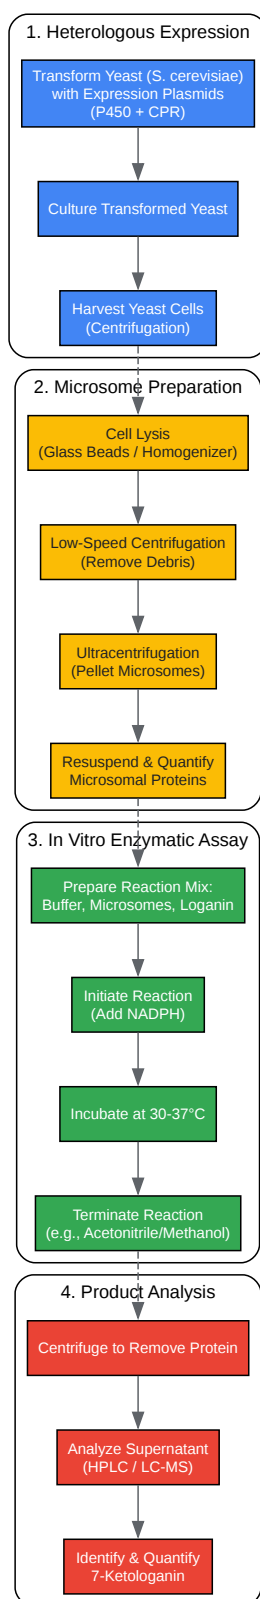 1. Heterologous Expression
Transform Yeast (S. cerevisiae)
with Expression Plasmids
(P450 + CPR)
Culture Transformed Yeast
Harvest Yeast Cells
(Centrifugation)
2. Microsome Preparation
Cell Lysis
(Glass Beads / Homogenizer)
Low-Speed Centrifugation
(Remove Debris)
Ultracentrifugation
(Pellet Microsomes)
Resuspend & Quantify
Microsomal Proteins
3. In Vitro Enzymatic Assay
Prepare Reaction Mix:
Buffer, Microsomes, Loganin
Initiate Reaction
(Add NADPH)
Incubate at 30-37°C
Terminate Reaction
(e.g., Acetonitrile/Methanol)
4. Product Analysis
Centrifuge to Remove Protein
Analyze Supernatant
(HPLC / LC-MS)
Identify & Quantify
7-Ketologanin